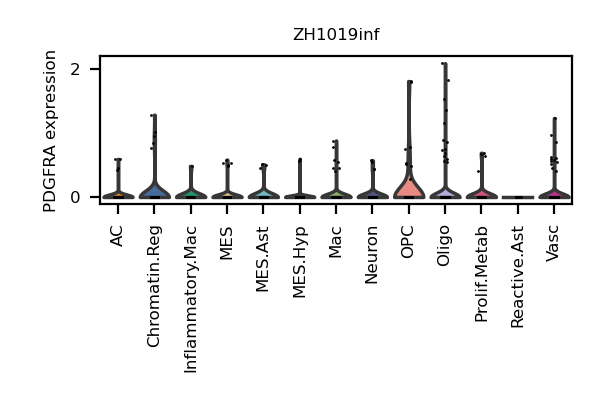 ZH1019inf
PDGFRA expression
2
0
AC
Chromatin.Reg
Inflammatory.Mac
MES
MES.Ast
MES.Hyp
Mac
Neuron
OPC
Oligo
Prolif.Metab
Reactive.Ast
Vasc